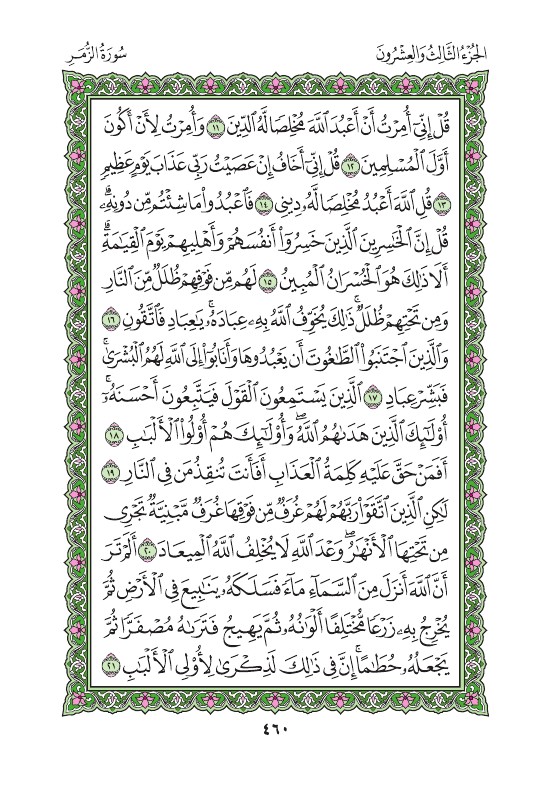 الجُزْءُ الثَّالِثُ وَالعِشْرُونَ
سُورَةُ الزُّمَرِ
قُلْ إِنِّيٓ أُمِرْتُ أَنْ أَعْبُدَ ٱللَّهَ مُخْلِصًا لَّهُ ٱلدِّينَ ١١ وَأُمِرْتُ لِأَنْ أَكُونَ
أَوَّلَ ٱلْمُسْلِمِينَ ١٢ قُلْ إِنِّيٓ أَخَافُ إِنْ عَصَيْتُ رَبِّي عَذَابَ يَوْمٍ عَظِيمٍ
١٣ قُلِ ٱللَّهَ أَعْبُدُ مُخْلِصًا لَّهُۥ دِينِي ١٤ فَٱعْبُدُوا۟ مَا شِئْتُم مِّن دُونِهِۦۗ
قُلْ إِنَّ ٱلْخَٰسِرِينَ ٱلَّذِينَ خَسِرُوٓا۟ أَنفُسَهُمْ وَأَهْلِيهِمْ يَوْمَ ٱلْقِيَٰمَةِۗ
أَلَا ذَٰلِكَ هُوَ ٱلْخُسْرَانُ ٱلْمُبِينُ ١٥ لَهُم مِّن فَوْقِهِمْ ظُلَلٌ مِّنَ ٱلنَّارِ
وَمِن تَحْتِهِمْ ظُلَلٌۚ ذَٰلِكَ يُخَوِّفُ ٱللَّهُ بِهِۦ عِبَادَهُۥۚ يَٰعِبَادِ فَٱتَّقُونِ ١٦
وَٱلَّذِينَ ٱجْتَنَبُوا۟ ٱلطَّٰغُوتَ أَن يَعْبُدُوهَا وَأَنَابُوٓا۟ إِلَى ٱللَّهِ لَهُمُ ٱلْبُشْرَىٰۚ
فَبَشِّرْ عِبَادِ ١٧ ٱلَّذِينَ يَسْتَمِعُونَ ٱلْقَوْلَ فَيَتَّبِعُونَ أَحْسَنَهُۥٓۚ
أُو۟لَٰٓئِكَ ٱلَّذِينَ هَدَىٰهُمُ ٱللَّهُۖ وَأُو۟لَٰٓئِكَ هُمْ أُو۟لُوا۟ ٱلْأَلْبَٰبِ ١٨
أَفَمَنْ حَقَّ عَلَيْهِ كَلِمَةُ ٱلْعَذَابِ أَفَأَنتَ تُنقِذُ مَن فِي ٱلنَّارِ ١٩
لَٰكِنِ ٱلَّذِينَ ٱتَّقَوْا۟ رَبَّهُمْ لَهُمْ غُرَفٌ مِّن فَوْقِهَا غُرَفٌ مَّبْنِيَّةٌ تَجْرِي
مِن تَحْتِهَا ٱلْأَنْهَٰرُۖ وَعْدَ ٱللَّهِ لَا يُخْلِفُ ٱللَّهُ ٱلْمِيعَادَ ٢٠ أَلَمْ تَرَ
أَنَّ ٱللَّهَ أَنزَلَ مِنَ ٱلسَّمَآءِ مَآءً فَسَلَكَهُۥ يَنَٰبِيعَ فِي ٱلْأَرْضِ ثُمَّ
يُخْرِجُ بِهِۦ زَرْعًا مُّخْتَلِفًا أَلْوَٰنُهُۥ ثُمَّ يَهِيجُ فَتَرَىٰهُ مُصْفَرًّا ثُمَّ
يَجْعَلُهُۥ حُطَٰمًاۚ إِنَّ فِي ذَٰلِكَ لَذِكْرَىٰ لِأُو۟لِي ٱلْأَلْبَٰبِ ٢١
٤٦٠